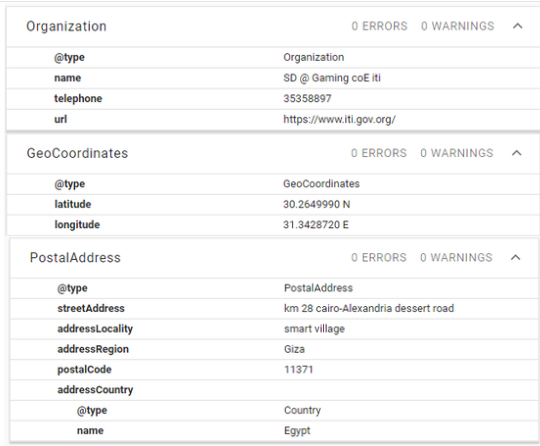 Organization 0 ERRORS 0 WARNINGS
@type Organization
name SD @ Gaming coE iti
telephone 35358897
url https://www.iti.gov.org/
GeoCoordinates 0 ERRORS 0 WARNINGS
@type GeoCoordinates
latitude 30.2649990 N
longitude 31.3428720 E
PostalAddress 0 ERRORS 0 WARNINGS
@type PostalAddress
streetAddress km 28 cairo-Alexandria dessert road
addressLocality smart village
addressRegion Giza
postalCode 11371
addressCountry
@type Country
name Egypt